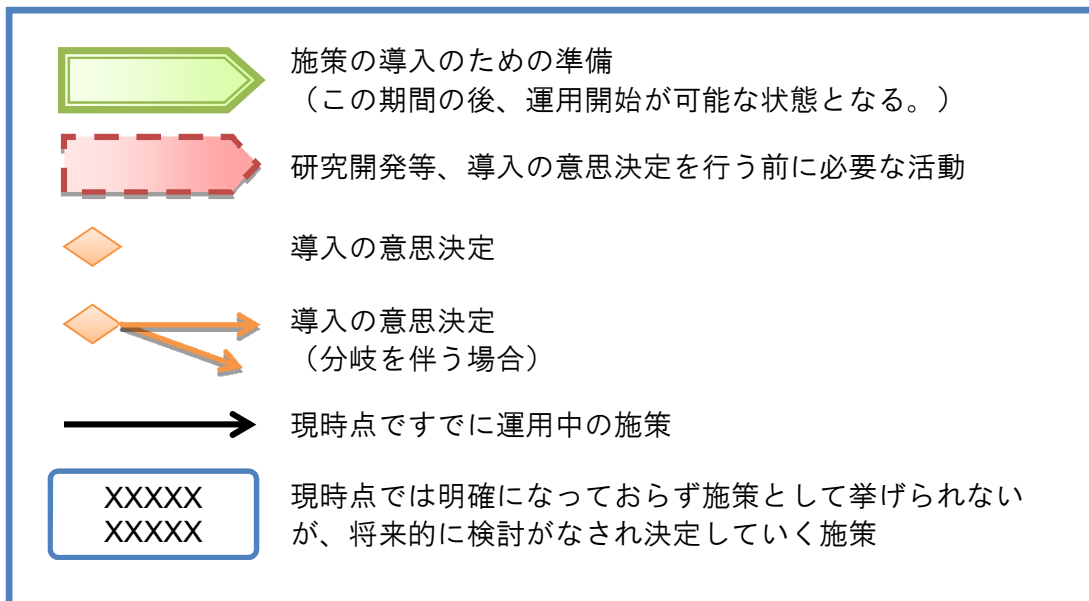 施策の導入のための準備
（この期間の後、運用開始が可能な状態となる。）
研究開発等、導入の意思決定を行う前に必要な活動
導入の意思決定
導入の意思決定
（分岐を伴う場合）
現時点ですでに運用中の施策
XXXXX
XXXXX
現時点では明確になっておらず施策として挙げられない
が、将来的に検討がなされ決定していく施策